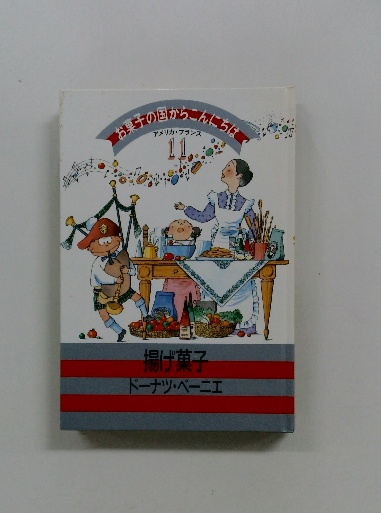 お菓子の国からこんにちは
アメリカ・フランス
11
揚げ菓子
ドーナツ・ベーニエ